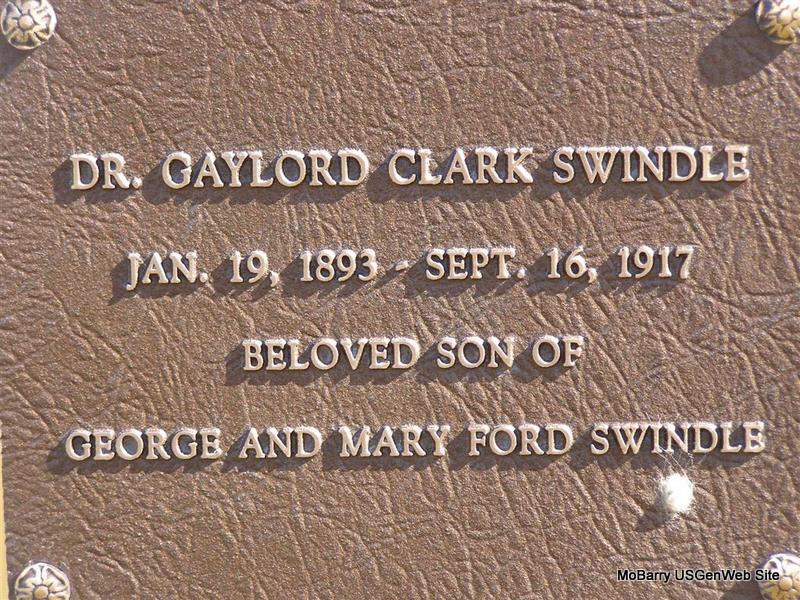 DR. GAYLORD CLARK SWINDLE
JAN. 19, 1893 - SEPT. 16, 1917
BELOVED SON OF
GEORGE AND MARY FORD SWINDLE
MoBarry USGenWeb Site